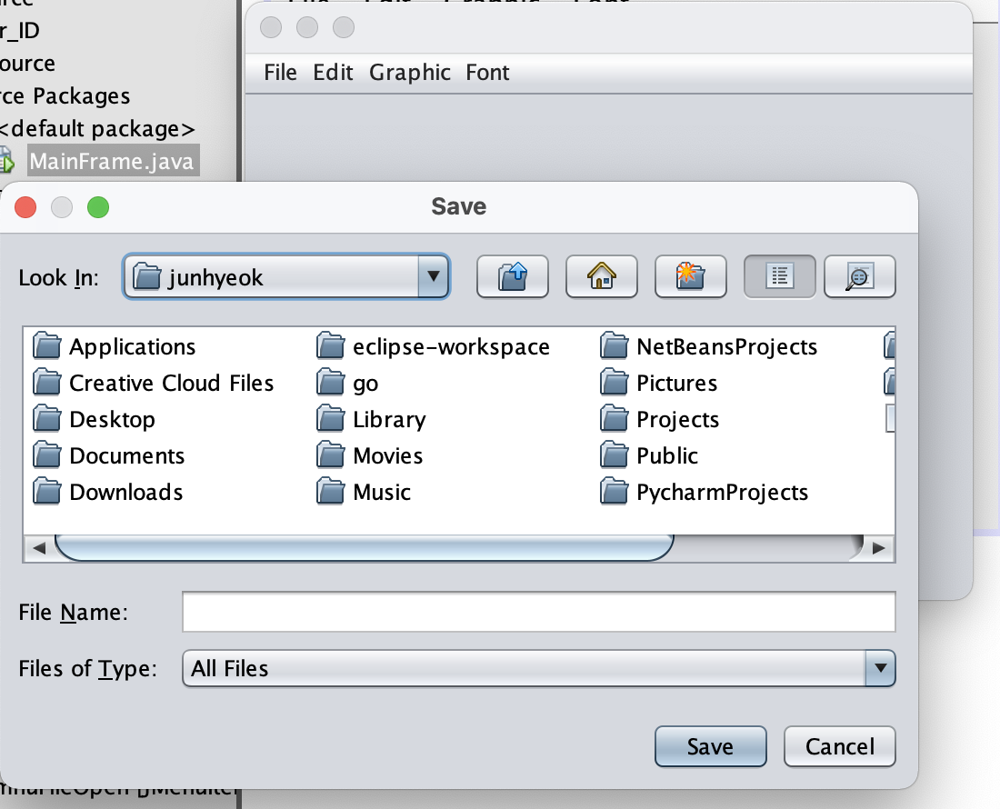 r_ID
ource
rce Packages
<default package>
MainFrame.java
File Edit Graphic Font
Save
Look In: junhyeok
Applications eclipse-workspace NetBeansProjects
Creative Cloud Files go Pictures
Desktop Library Projects
Documents Movies Public
Downloads Music PycharmProjects
File Name:
Files of Type: All Files
Save Cancel